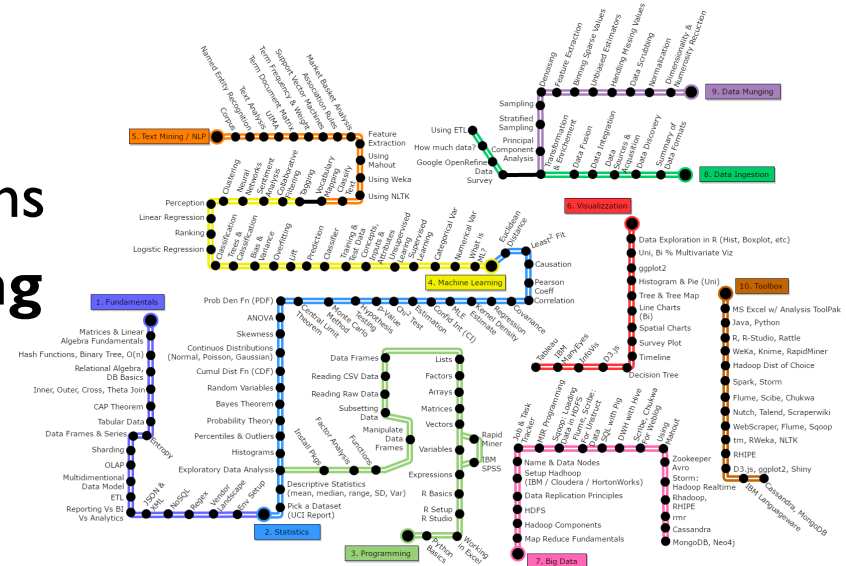 ns
ng
1. Fundamentals
Matrices & Linear
Algebra Fundamentals
Hash Functions, Binary Tree, O(n)
Relational Algebra,
DB Basics
Inner, Outer, Cross, Theta Join
CAP Theorem
Tabular Data
Entropy
Data Frames & Series
Sharding
OLAP
Multidimentional
Data Model
ETL
Reporting Vs BI
Vs Analytics
JSON &
XML
NoSQL
Regex
Vendor
Landscape
Env Setup
2. Statistics
Pick a Dataset
(UCI Report)
Descriptive Statistics
(mean, median, range, SD, Var)
Exploratory Data Analysis
Histograms
Percentiles & Outliers
Probability Theory
Bayes Theorem
Random Variables
Cumul Dist Fn (CDF)
Continuos Distributions
(Normal, Poisson, Gaussian)
Skewness
ANOVA
Prob Den Fn (PDF)
Central Limit
Theorem
Monte Carlo
Method
Hypothesis
Testing
p-Value
Chi² Test
Estimation
Confid Int (CI)
MLE
Kernel Density
Estimate
Regression
Covariance
Correlation
Pearson
Coeff
Causation
Least² Fit
Euclidean
Distance
3. Programming
Python
Basics
Working
in Excel
R Setup
R Studio
R Basics
Expressions
IBM
SPSS
Rapid
Miner
Variables
Vectors
Matrices
Arrays
Factors
Lists
Data Frames
Reading CSV Data
Reading Raw Data
Subsetting
Data
Manipulate
Data
Frames
Functions
Factor Analysis
Install Pkgs
4. Machine Learning
What is
ML?
Numerical Var
Categorical Var
Supervised
Learning
Unsupervised
Learing
Concepts,
Inputs &
Attributes
Training &
Test Data
Classifier
Prediction
Lift
Overfitting
Bias &
Variance
Trees &
Calissification
Classification
Logistic Regression
Ranking
Linear Regression
Perception
Clustering
Neural
Networks
Sentiment
Analysis
Collaborative
Filtering
Tagging
Vocabulary
Mapping
Classify
Text
5. Text Mining / NLP
Corpus
Named Entity Recognition
Text Analysis
UIMA
Term Document Matrix
Term Frequency & Weight
Support Vector Machines
Association Rules
Market Basket Analysis
Feature
Extraction
Using
Mahout
Using Weka
Using NLTK
6. Visualizzation
Data Exploration in R (Hist, Boxplot, etc)
Uni, Bi % Multivariate Viz
ggplot2
Histogram & Pie (Uni)
Tree & Tree Map
Line Charts
(Bi)
Spatial Charts
Survey Plot
Timeline
Decision Tree
D3.js
InfoVis
ManyEyes
IBM
Tableau
7. Big Data
Map Reduce Fundamentals
Hadoop Components
HDFS
Data Replication Principles
Setup Hadhoop
(IBM / Cloudera / HortonWorks)
Name & Data Nodes
Job & Task
Tracker
M/R Programming
Sqoop: Loading
Data in HDFS
Flume, Scribe:
For Unstruct
Data
SQL with Pig
DWH with Hive
Scribe, Chukwa
For Weblog
Using
Mahout
Zookeeper
Avro
Storm:
Hadoop Realtime
Rhadoop,
RHIPE
rmr
Cassandra
MongoDB, Neo4j
8. Data Ingestion
Summary of
Data Formats
Data Discovery
Data
Sources &
Acquisition
Data Integration
Data Fusion
Transformation
& Enrichement
Data
Survey
Google OpenRefine
How much data?
Using ETL
9. Data Munging
Dimensionality &
Numerosity Recuction
Normalization
Data Scrubbing
Handling Missing Values
Unbiased Estimators
Binning Sparse Values
Feature Extraction
Denoising
Sampling
Stratified
Sampling
Principal
Component
Analysis
10. Toolbox
MS Excel w/ Analysis ToolPak
Java, Python
R, R-Studio, Rattle
WeKa, Knime, RapidMiner
Hadoop Dist of Choice
Spark, Storm
Flume, Scibe, Chukwa
Nutch, Talend, Scraperwiki
WebScraper, Flume, Sqoop
tm, RWeka, NLTK
RHIPE
D3.js, ggplot2, Shiny
IBM Languageware
Cassandra, MongoDB